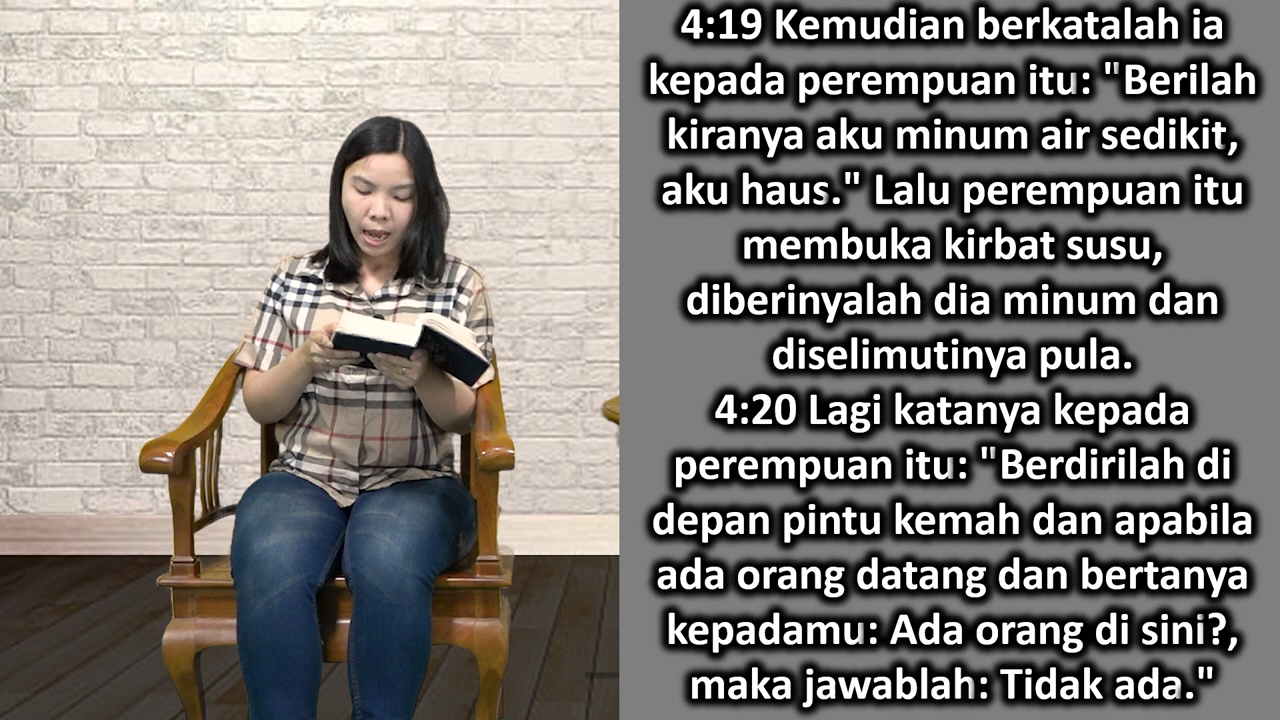 4:19 Kemudian berkatalah ia
kepada perempuan itu: "Berilah
kiranya aku minum air sedikit,
aku haus." Lalu perempuan itu
membuka kirbat susu,
diberinyalah dia minum dan
diselimutinya pula.
4:20 Lagi katanya kepada
perempuan itu: "Berdirilah di
depan pintu kemah dan apabila
ada orang datang dan bertanya
kepadamu: Ada orang di sini?,
maka jawablah: Tidak ada."